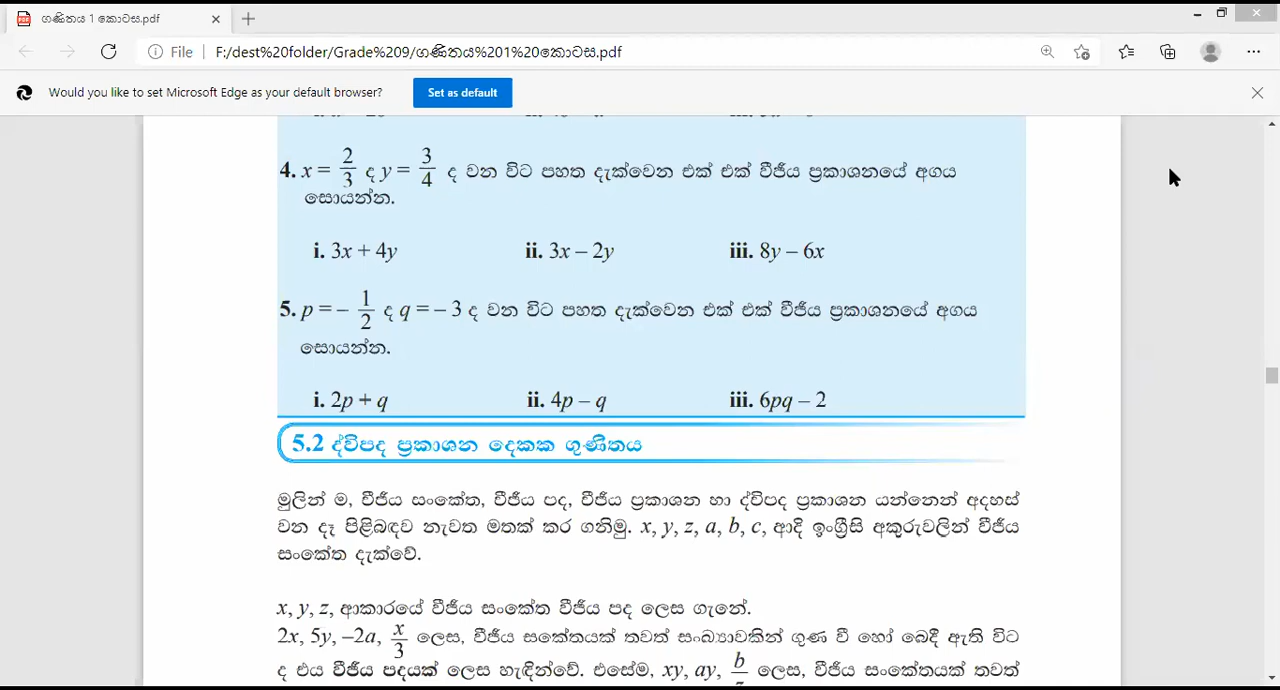 ගණිතය 1 කොටස.pdf
File F:/dest%20folder/Grade%209/ගණිතය%201%20කොටස.pdf
Would you like to set Microsoft Edge as your default browser? Set as default
4. x = 2/3 ද y = 3/4 ද වන විට පහත දැක්වෙන එක් එක් වීජීය ප්‍රකාශනයේ අගය
සොයන්න.
i. 3x + 4y ii. 3x – 2y iii. 8y – 6x
5. p = – 1/2 ද q = – 3 ද වන විට පහත දැක්වෙන එක් එක් වීජීය ප්‍රකාශනයේ අගය
සොයන්න.
i. 2p + q ii. 4p – q iii. 6pq – 2
5.2 ද්විපද ප්‍රකාශන දෙකක ගුණිතය
මුලින් ම, වීජීය සංකේත, වීජීය පද, වීජීය ප්‍රකාශන හා ද්විපද ප්‍රකාශන යන්නෙන් අදහස්
වන දෑ පිළිබඳව නැවත මතක් කර ගනිමු. x, y, z, a, b, c, ආදි ඉංග්‍රීසි අකුරුවලින් වීජීය
සංකේත දැක්වේ.
x, y, z, ආකාරයේ වීජීය සංකේත වීජීය පද ලෙස ගැනේ.
2x, 5y, –2a, x/3 ලෙස, වීජීය සකේතයක් තවත් සංඛ්‍යාවකින් ගුණ වී හෝ බෙදී ඇති විට
ද එය වීජීය පදයක් ලෙස හැඳින්වේ. එසේම, xy, ay, b ලෙස, වීජීය සංකේතයක් තවත්